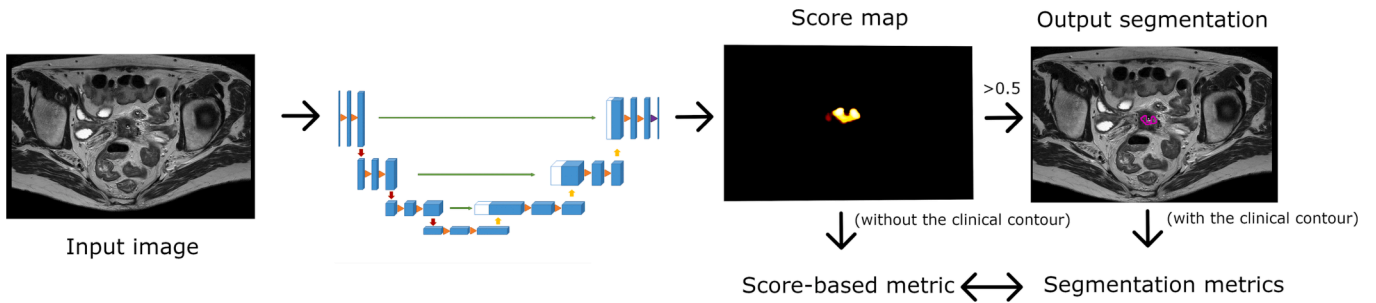 Score map
Output segmentation
>0.5
Input image
(without the clinical contour)
(with the clinical contour)
Score-based metric
Segmentation metrics